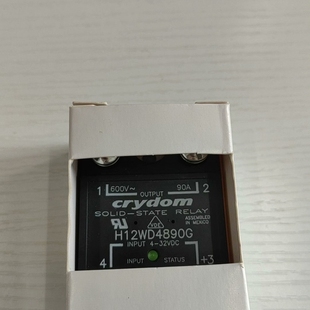 1 600V~ OUTPUT 90A 2
crydom
SOLID-STATE RELAY
ASSEMBLED IN MEXICO
VDE
H12WD4890G
INPUT 4-32VDC
4 INPUT STATUS +3